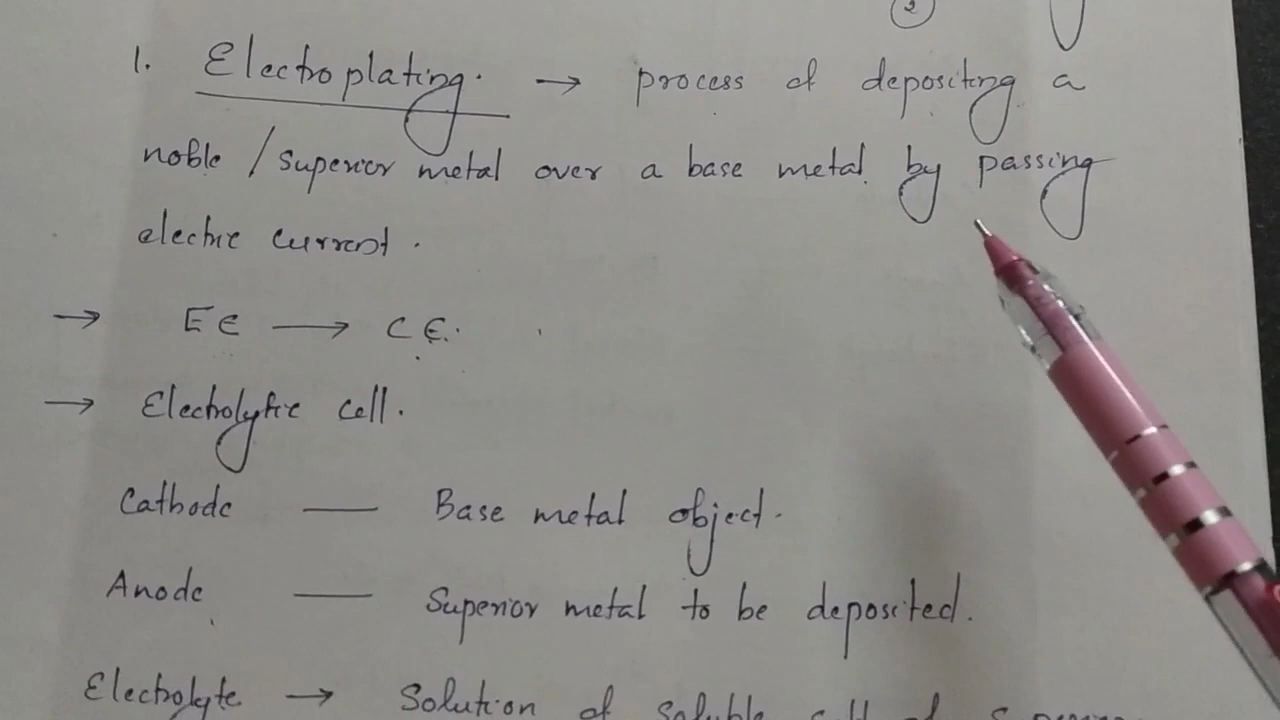 2
1. Electroplating. → process of depositing a
noble / superior metal over a base metal by passing
electric current.
→ EE → CE.
→ Electrolytic cell.
Cathode — Base metal object.
Anode — Superior metal to be deposited.
Electrolyte → Solution of soluble